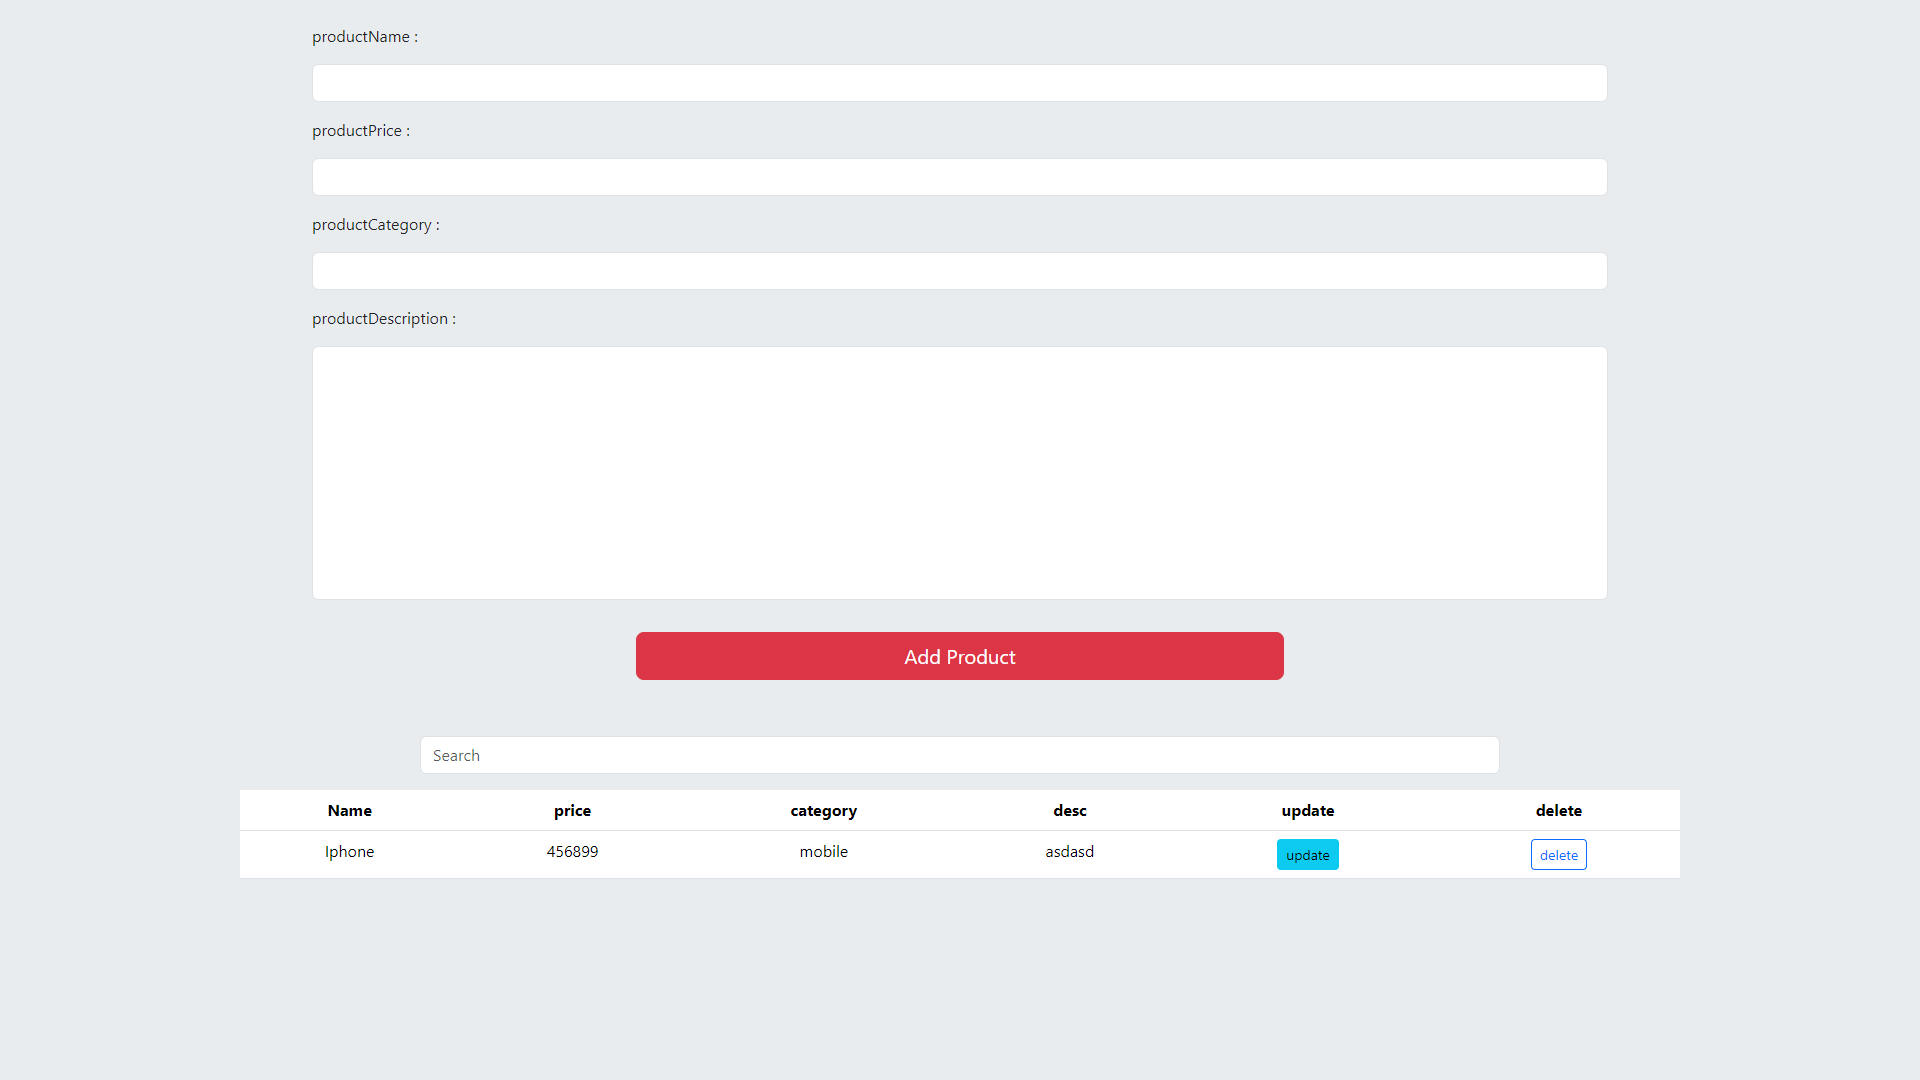 productName :
productPrice :
productCategory :
productDescription :
Add Product
Search
Name price category desc update delete
Iphone 456899 mobile asdasd update delete